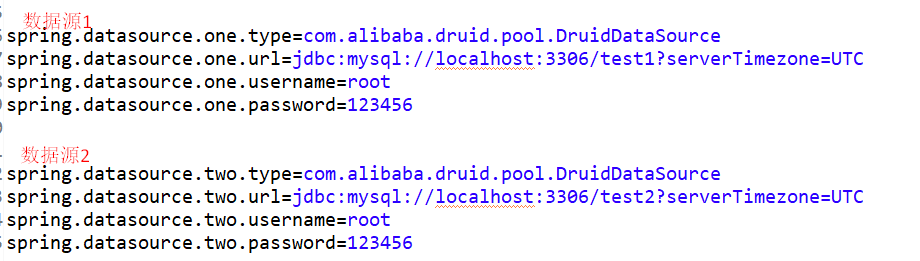 数据源1
spring.datasource.one.type=com.alibaba.druid.pool.DruidDataSource
spring.datasource.one.url=jdbc:mysql://localhost:3306/test1?serverTimezone=UTC
spring.datasource.one.username=root
spring.datasource.one.password=123456
数据源2
spring.datasource.two.type=com.alibaba.druid.pool.DruidDataSource
spring.datasource.two.url=jdbc:mysql://localhost:3306/test2?serverTimezone=UTC
spring.datasource.two.username=root
spring.datasource.two.password=123456